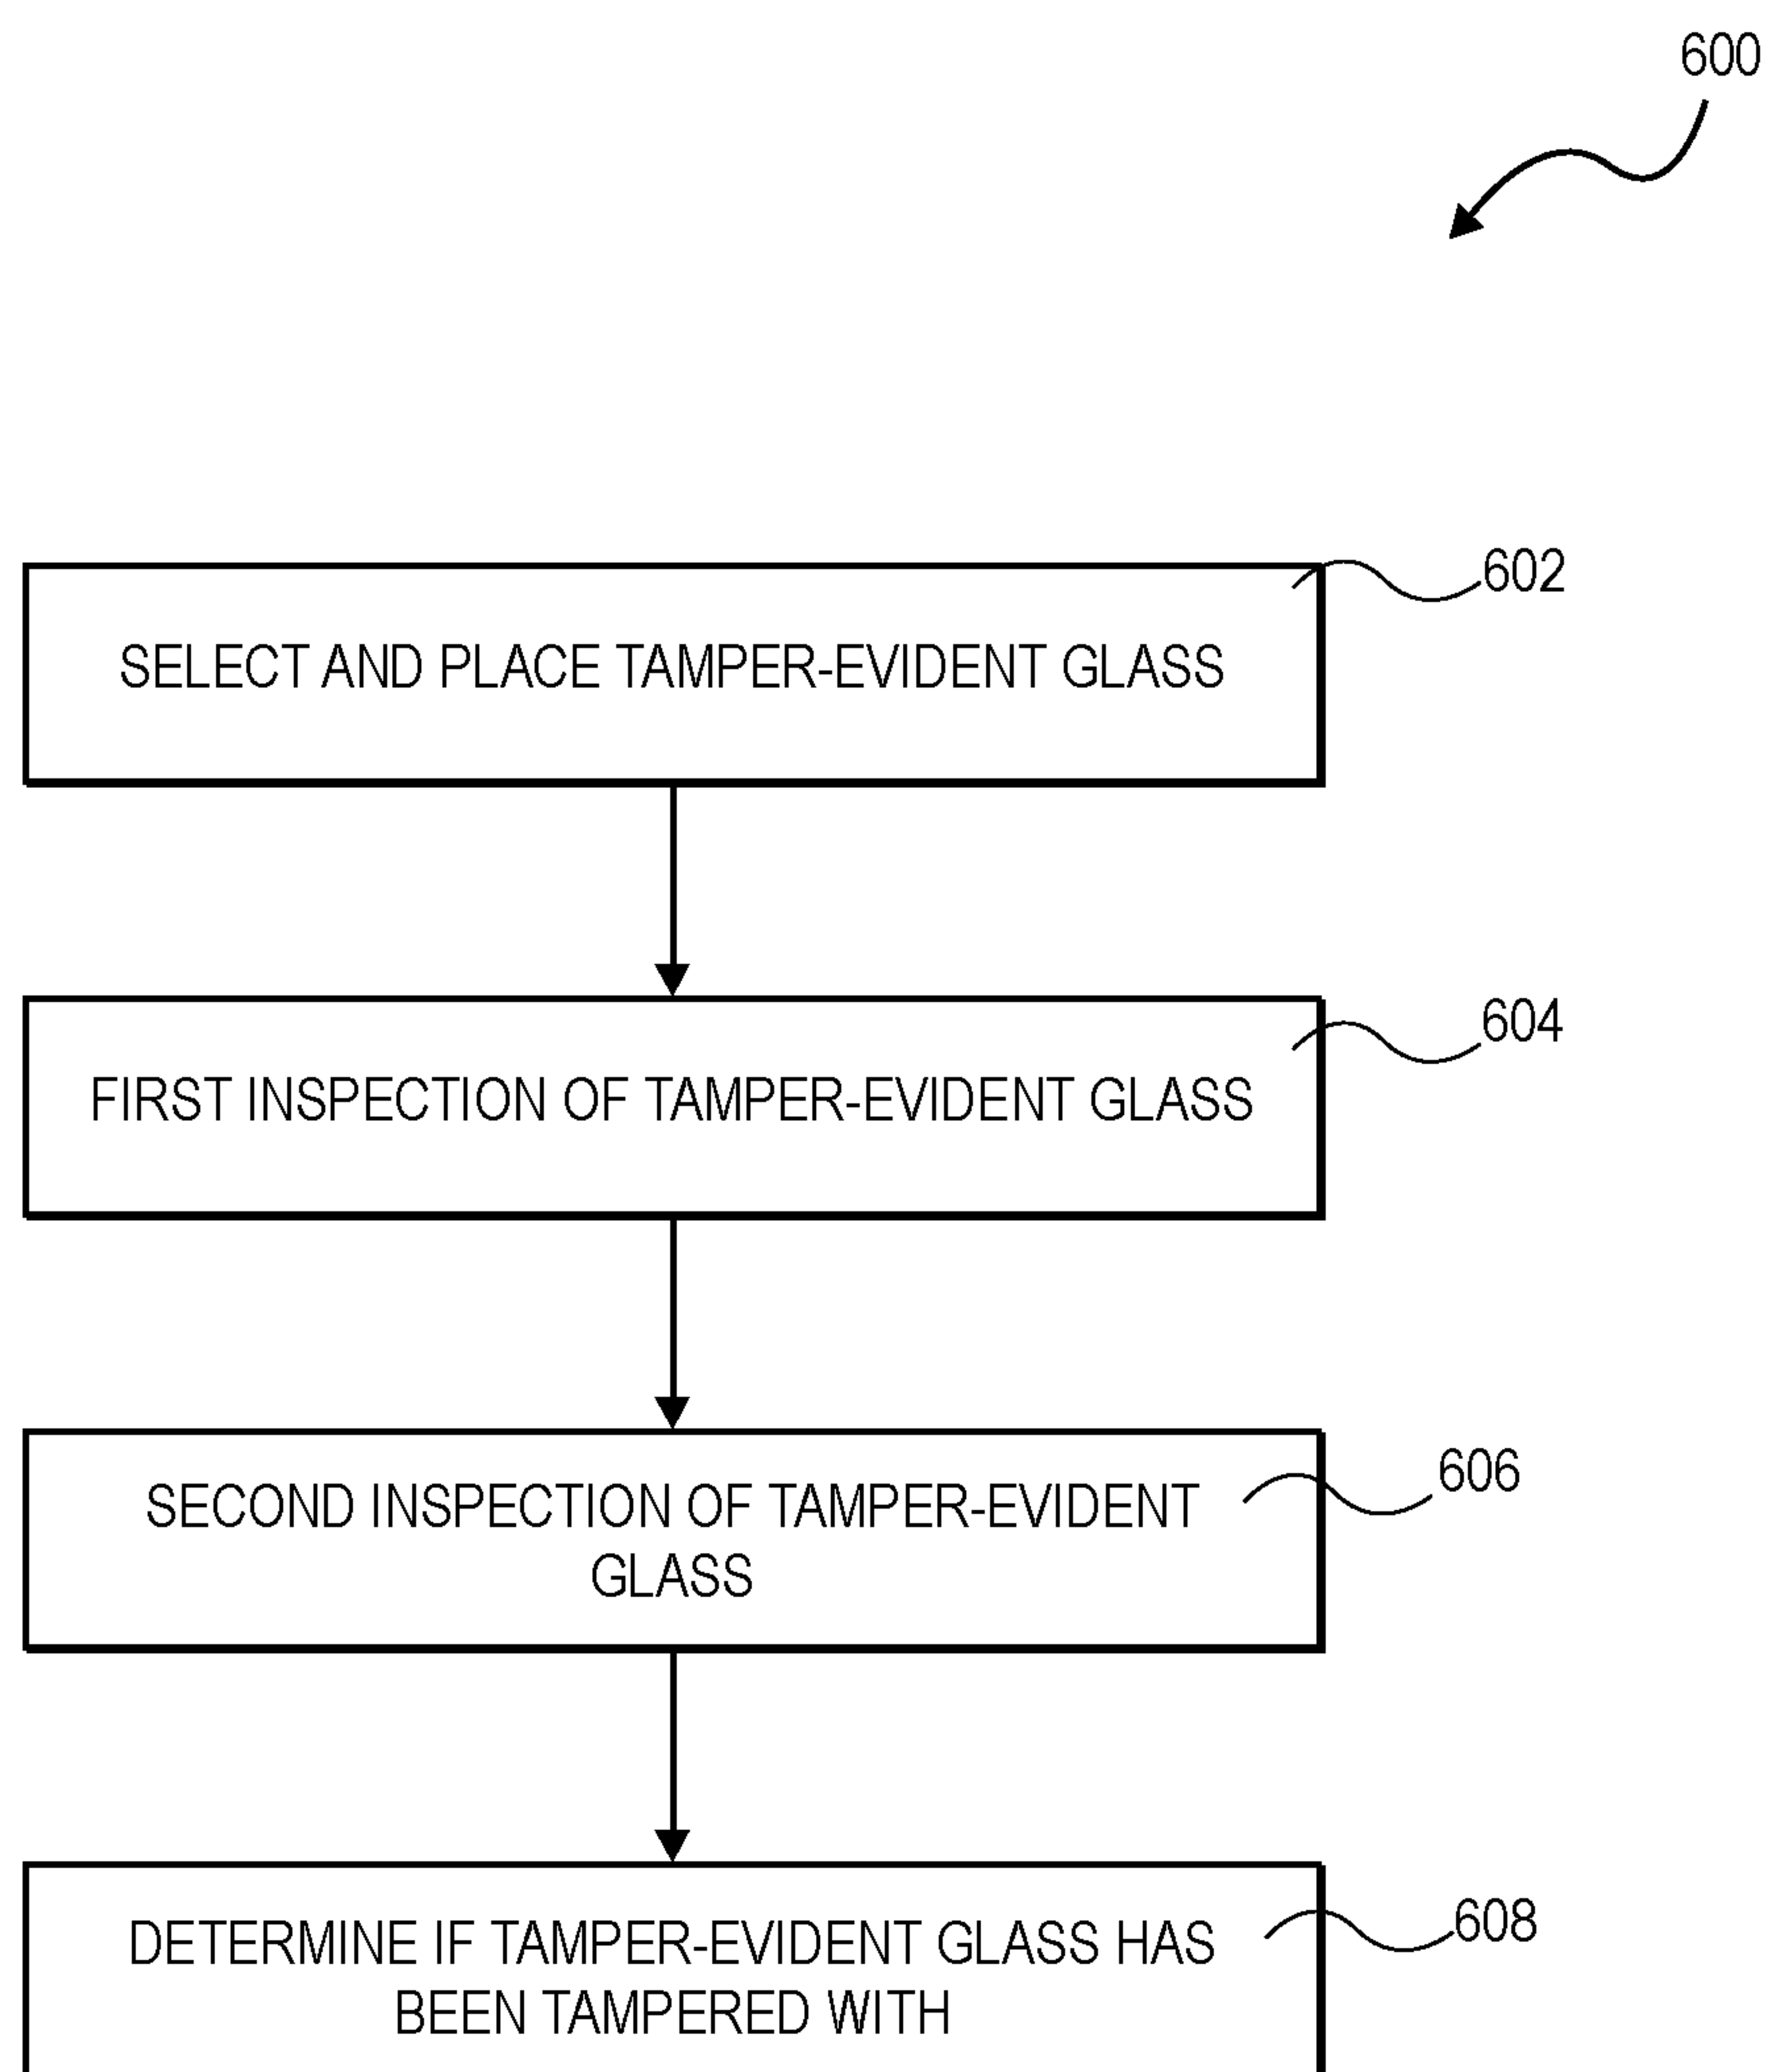 600
602
SELECT AND PLACE TAMPER-EVIDENT GLASS
604
FIRST INSPECTION OF TAMPER-EVIDENT GLASS
606
SECOND INSPECTION OF TAMPER-EVIDENT
GLASS
608
DETERMINE IF TAMPER-EVIDENT GLASS HAS
BEEN TAMPERED WITH